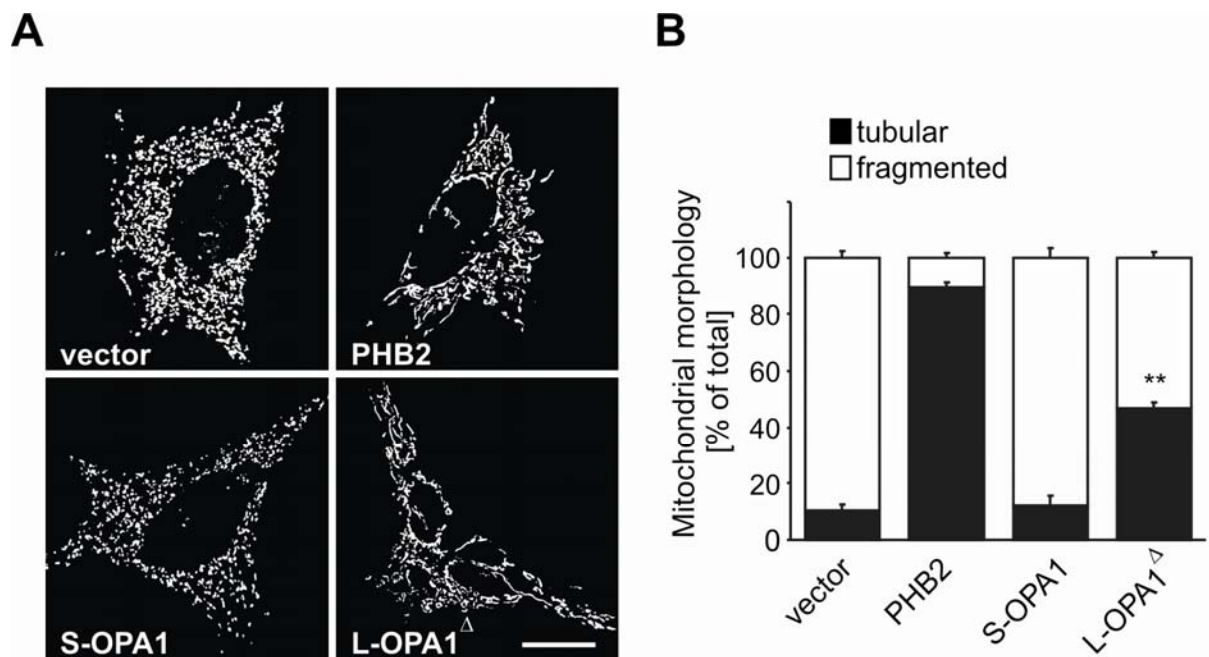 A
vector
PHB2
S-OPA1
L-OPA1Δ
B
tubular
fragmented
Mitochondrial morphology
[% of total]
100
80
60
40
20
0
**
vector
PHB2
S-OPA1
L-OPA1Δ